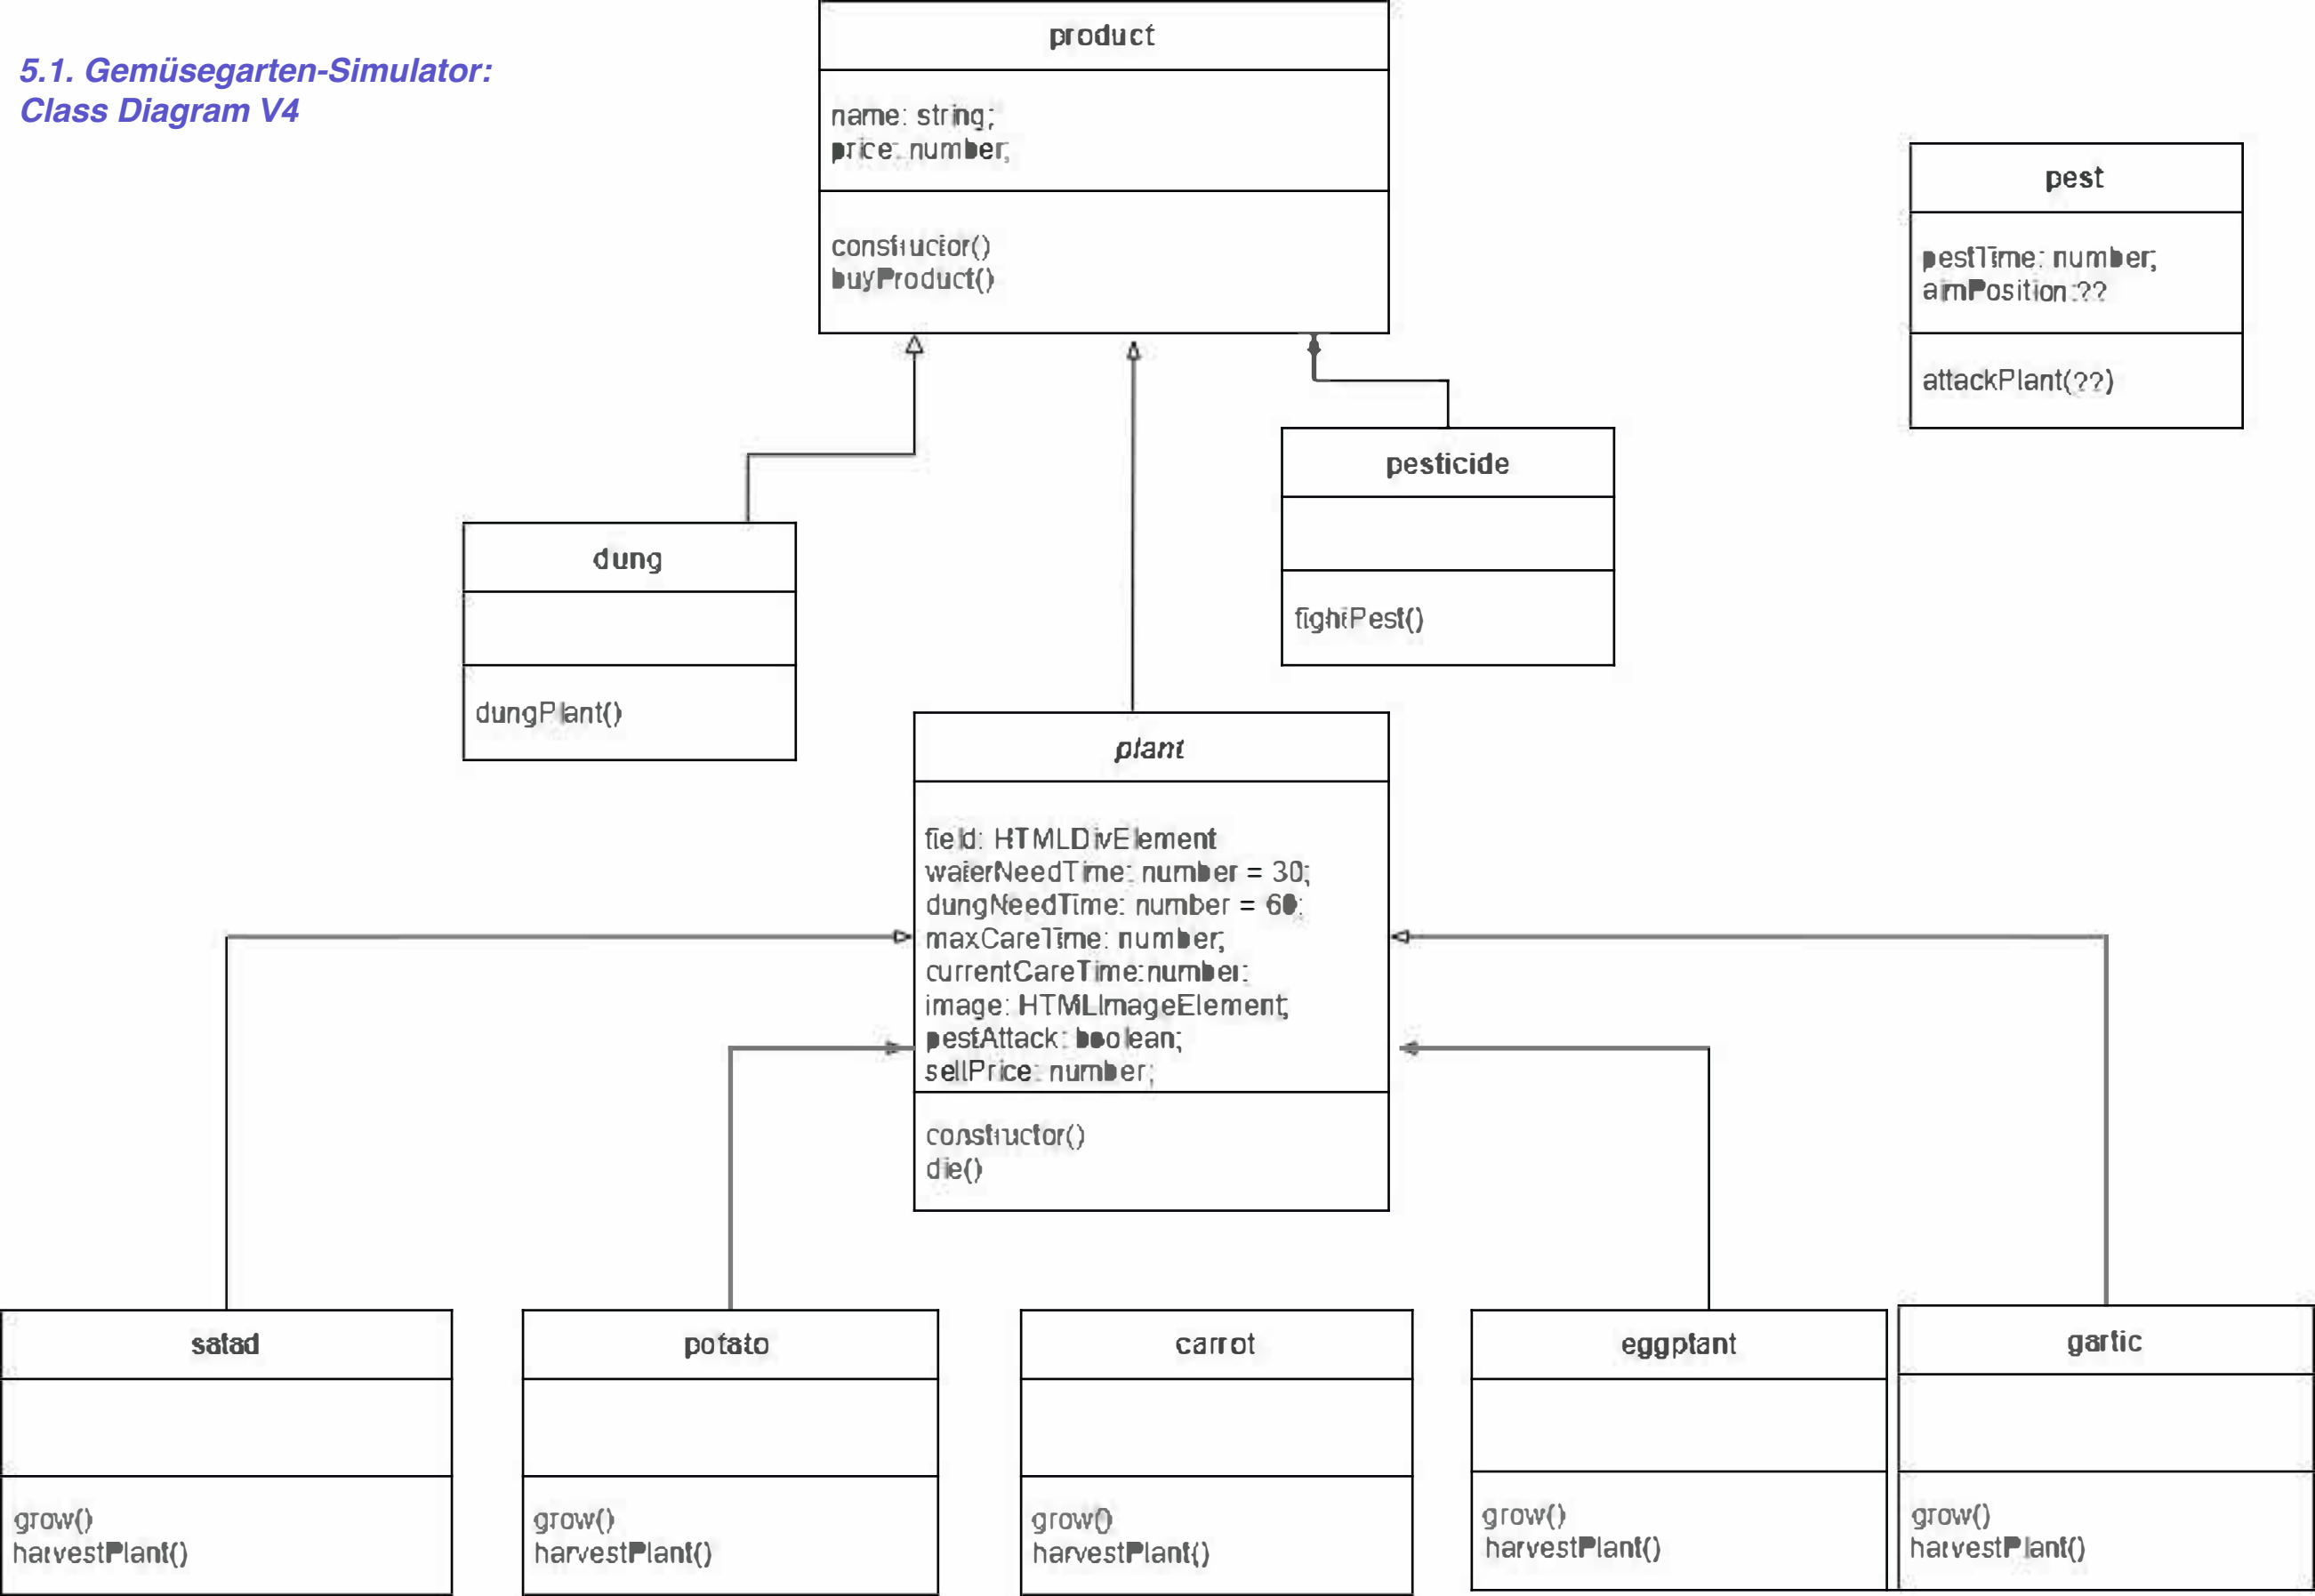 5.1. Gemüsegarten-Simulator:
Class Diagram V4
product
name: string;
price: number;
constructor()
buyProduct()
pest
pestTime: number;
aimPosition:??
attackPlant(??)
pesticide
fightPest()
dung
dungPlant()
plant
field: HTMLDivElement
waterNeedTime: number = 30;
dungNeedTime: number = 60;
maxCareTime: number;
currentCareTime:number;
image: HTMLImageElement;
pestAttack: boolean;
sellPrice: number;
constructor()
die()
salad
grow()
harvestPlant()
potato
grow()
harvestPlant()
carrot
grow()
harvestPlant()
eggplant
grow()
harvestPlant()
garlic
grow()
harvestPlant()